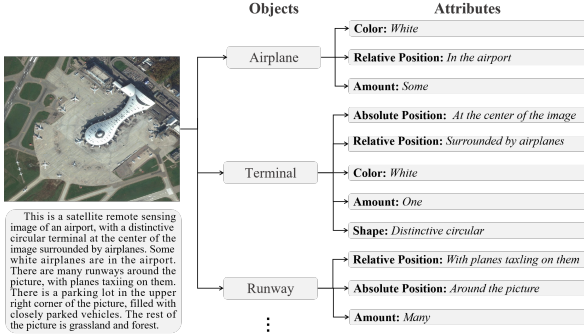 Objects
Attributes
Airplane
Color: White
Relative Position: In the airport
Amount: Some
Terminal
Absolute Position: At the center of the image
Relative Position: Surrounded by airplanes
Color: White
Amount: One
Shape: Distinctive circular
Runway
Relative Position: With planes taxling on them
Absolute Position: Around the picture
Amount: Many
This is a satellite remote sensing
image of an airport, with a distinctive
circular terminal at the center of the
image surrounded by airplanes. Some
white airplanes are in the airport.
There are many runways around the
picture, with planes taxiing on them.
There is a parking lot in the upper
right corner of the picture, filled with
closely parked vehicles. The rest of
the picture is grassland and forest.